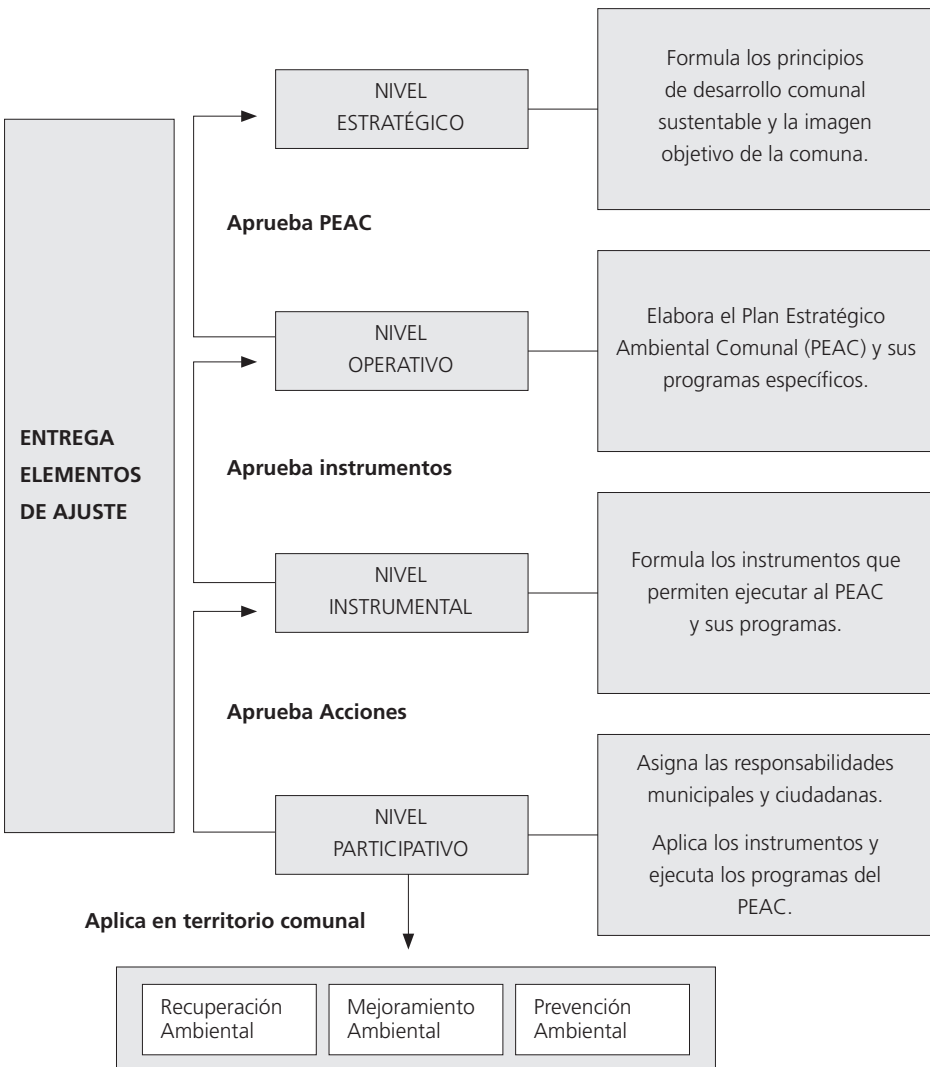 NIVEL
ESTRATÉGICO
Formula los principios
de desarrollo comunal
sustentable y la imagen
objetivo de la comuna.
Aprueba PEAC
NIVEL
OPERATIVO
Elabora el Plan Estratégico
Ambiental Comunal (PEAC) y sus
programas específicos.
ENTREGA
ELEMENTOS
DE AJUSTE
Aprueba instrumentos
NIVEL
INSTRUMENTAL
Formula los instrumentos que
permiten ejecutar al PEAC
y sus programas.
Aprueba Acciones
NIVEL
PARTICIPATIVO
Asigna las responsabilidades
municipales y ciudadanas.
Aplica los instrumentos y
ejecuta los programas del
PEAC.
Aplica en territorio comunal
Recuperación
Ambiental
Mejoramiento
Ambiental
Prevención
Ambiental